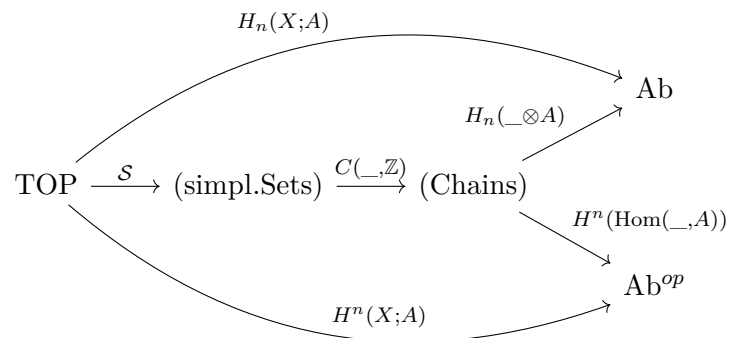 H_n(X;A)
Ab
H_n(_⊗A)
TOP 𝒮 (simpl.Sets) C(_,ℤ) (Chains)
H^n(Hom(_,A))
Ab^{op}
H^n(X;A)